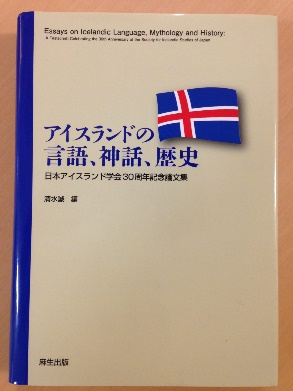 Essays on Icelandic Language, Mythology and History:
A Festschrift Celebrating the 30th Anniversary of the Society for Icelandic Studies of Japan
アイスランドの
言語、神話、歴史
日本アイスランド学会30周年記念論文集
清水誠 編
麻生出版